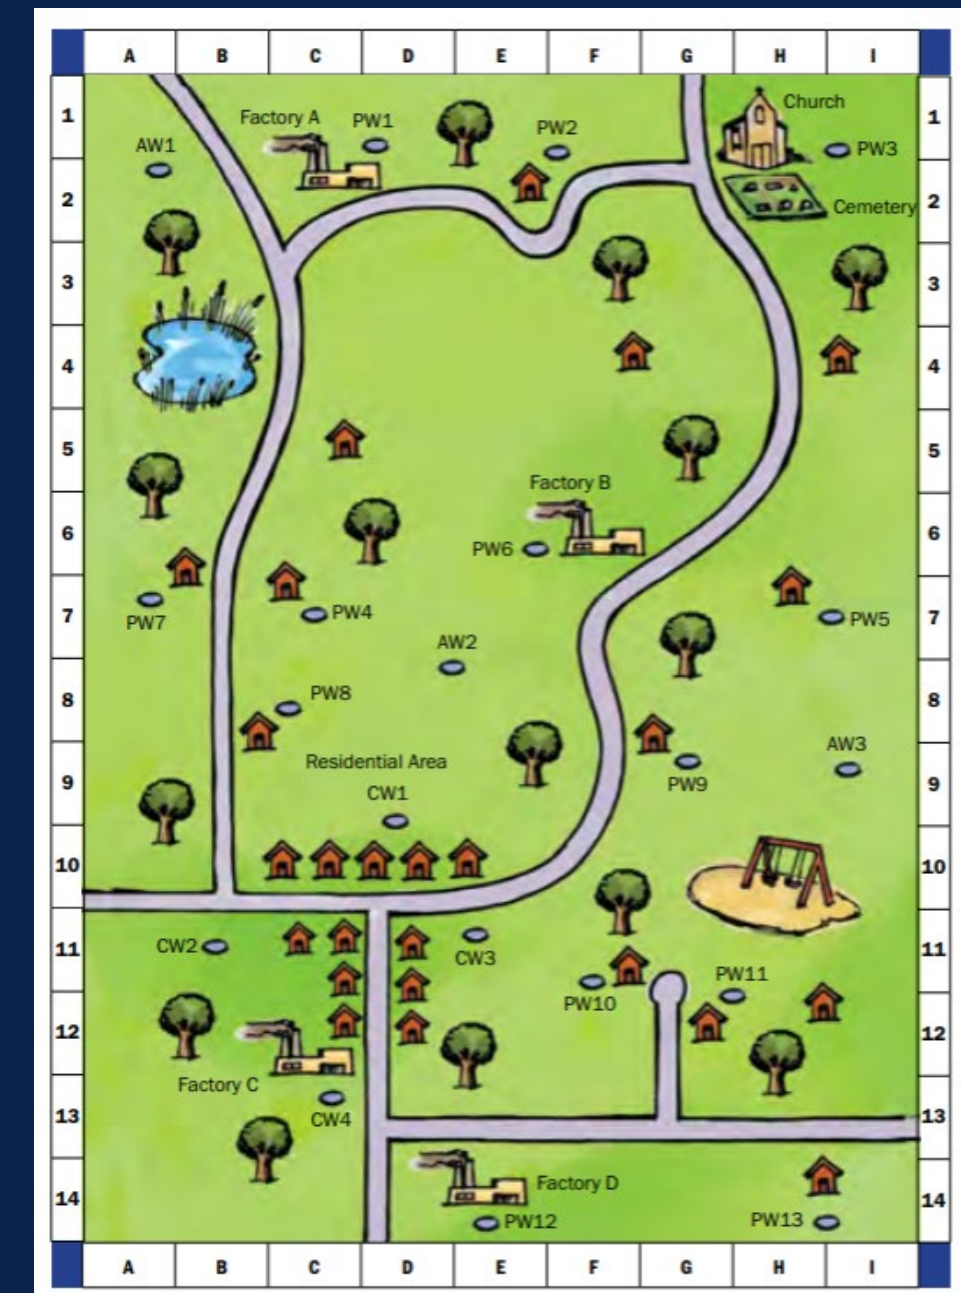 A B C D E F G H I
1 1
Church
Factory A
PW1
PW2
AW1
PW3
2 2
Cemetery
3 3
4 4
5 5
Factory B
6 6
PW6
7 7
PW4
PW5
PW7
AW2
8 8
PW8
AW3
Residential Area
9 9
PW9
CW1
10 10
CW2
11 11
CW3
PW11
PW10
12 12
Factory C
13 13
CW4
Factory D
14 14
PW12
PW13
A B C D E F G H I